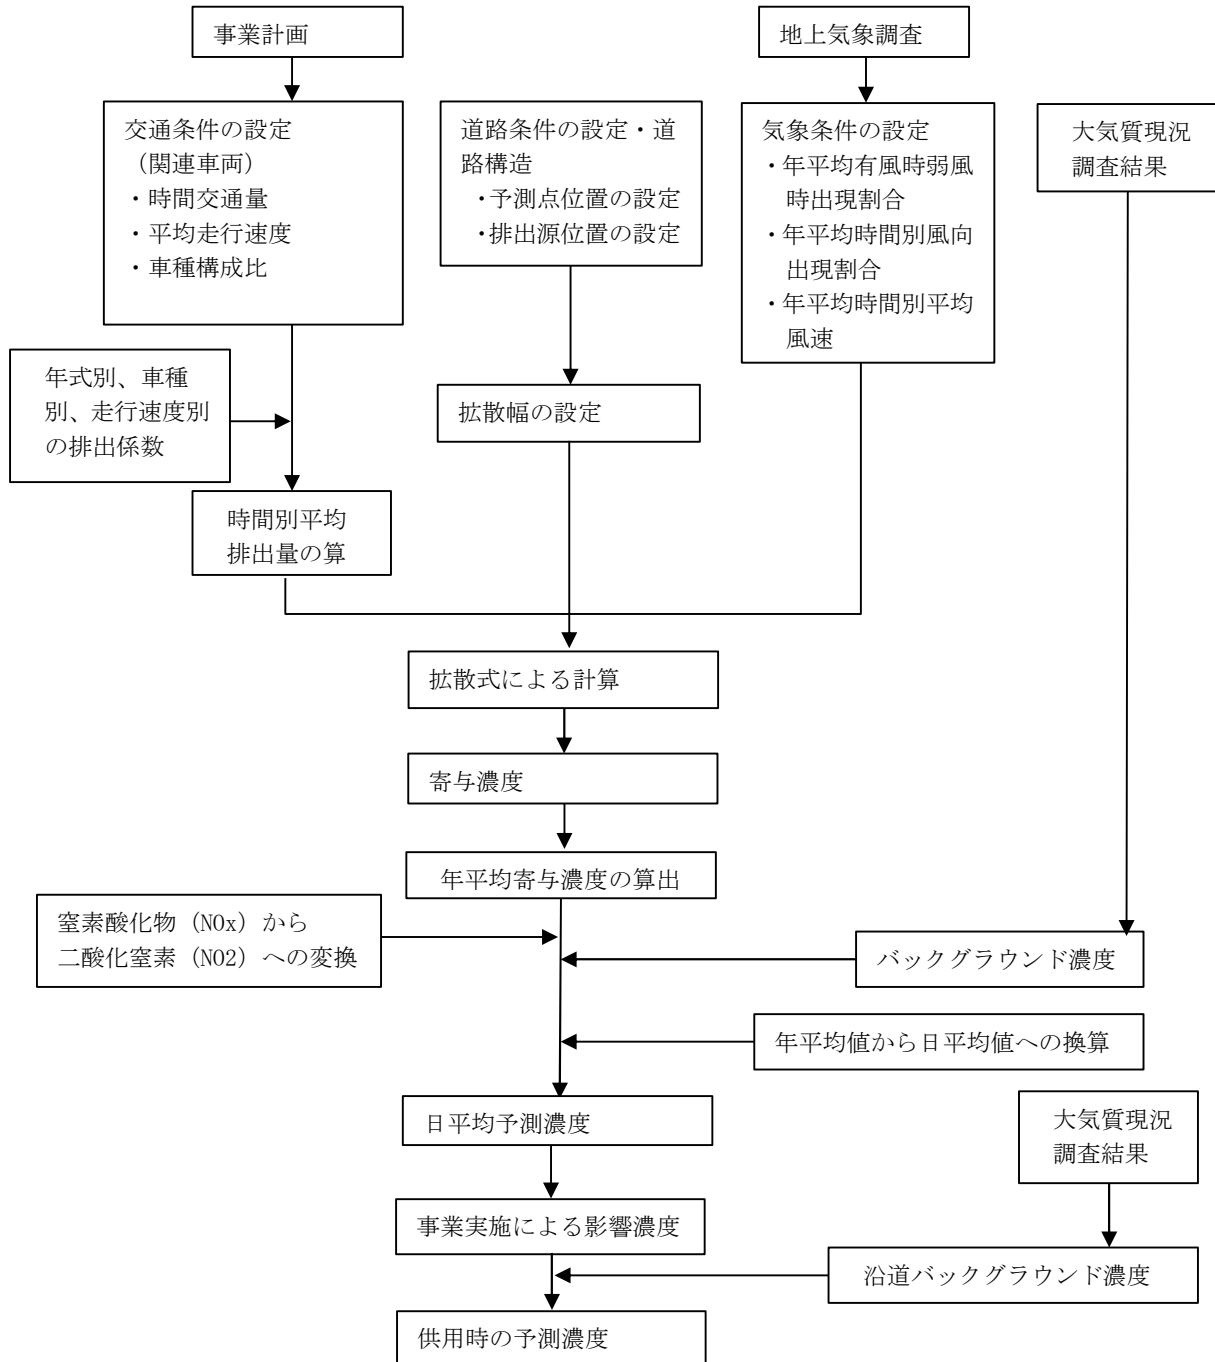 事業計画
地上気象調査
交通条件の設定
（関連車両）
・時間交通量
・平均走行速度
・車種構成比
道路条件の設定・道
路構造
・予測点位置の設定
・排出源位置の設定
気象条件の設定
・年平均有風時弱風
時出現割合
・年平均時間別風向
出現割合
・年平均時間別平均
風速
大気質現況
調査結果
年式別、車種
別、走行速度別
の排出係数
拡散幅の設定
時間別平均
排出量の算
拡散式による計算
寄与濃度
年平均寄与濃度の算出
窒素酸化物（NOx）から
二酸化窒素（NO2）への変換
バックグラウンド濃度
年平均値から日平均値への換算
日平均予測濃度
大気質現況
調査結果
事業実施による影響濃度
沿道バックグラウンド濃度
供用時の予測濃度